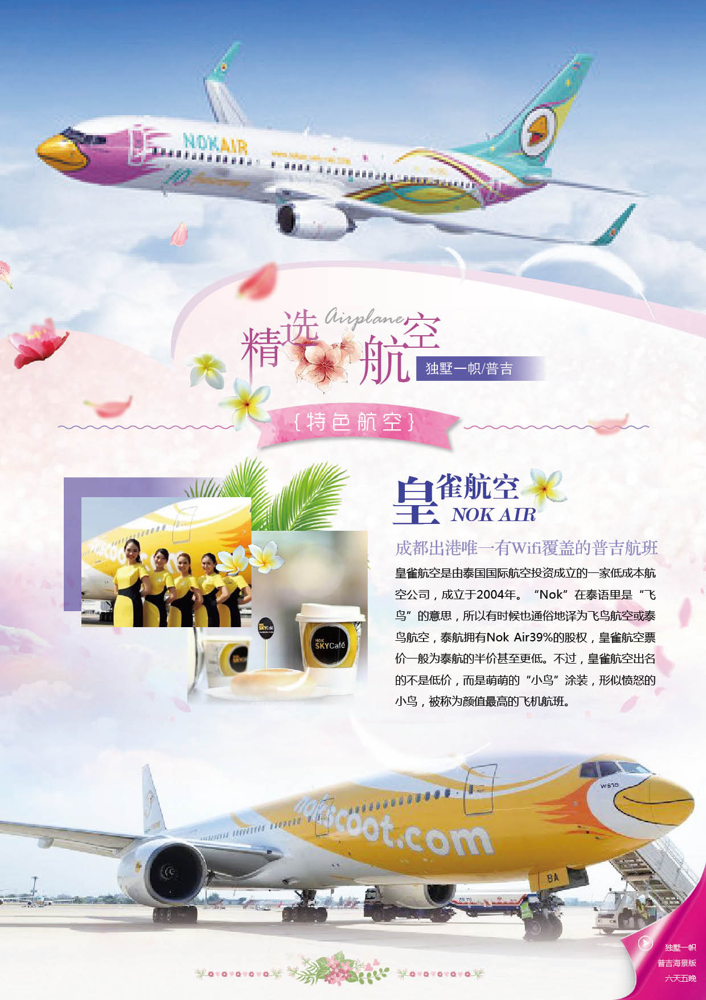 NOKAIR
精选航空
Airplane
独墅一帜/普吉
{特色航空}
皇雀航空
NOK AIR
成都出港唯一有Wifi覆盖的普吉航班
皇雀航空是由泰国国际航空投资成立的一家低成本航
空公司，成立于2004年。“Nok”在泰语里是“飞
鸟”的意思，所以有时候也通俗地译为飞鸟航空或泰
鸟航空，泰航拥有Nok Air39%的股权，皇雀航空票
价一般为泰航的半价甚至更低。不过，皇雀航空出名
的不是低价，而是萌萌的“小鸟”涂装，形似愤怒的
小鸟，被称为颜值最高的飞机航班。
scoot.com
NOK
SKYCafé
NOK
SKYCafé
nokscoot.com
BA
独墅一帜
普吉海景版
六天五晚